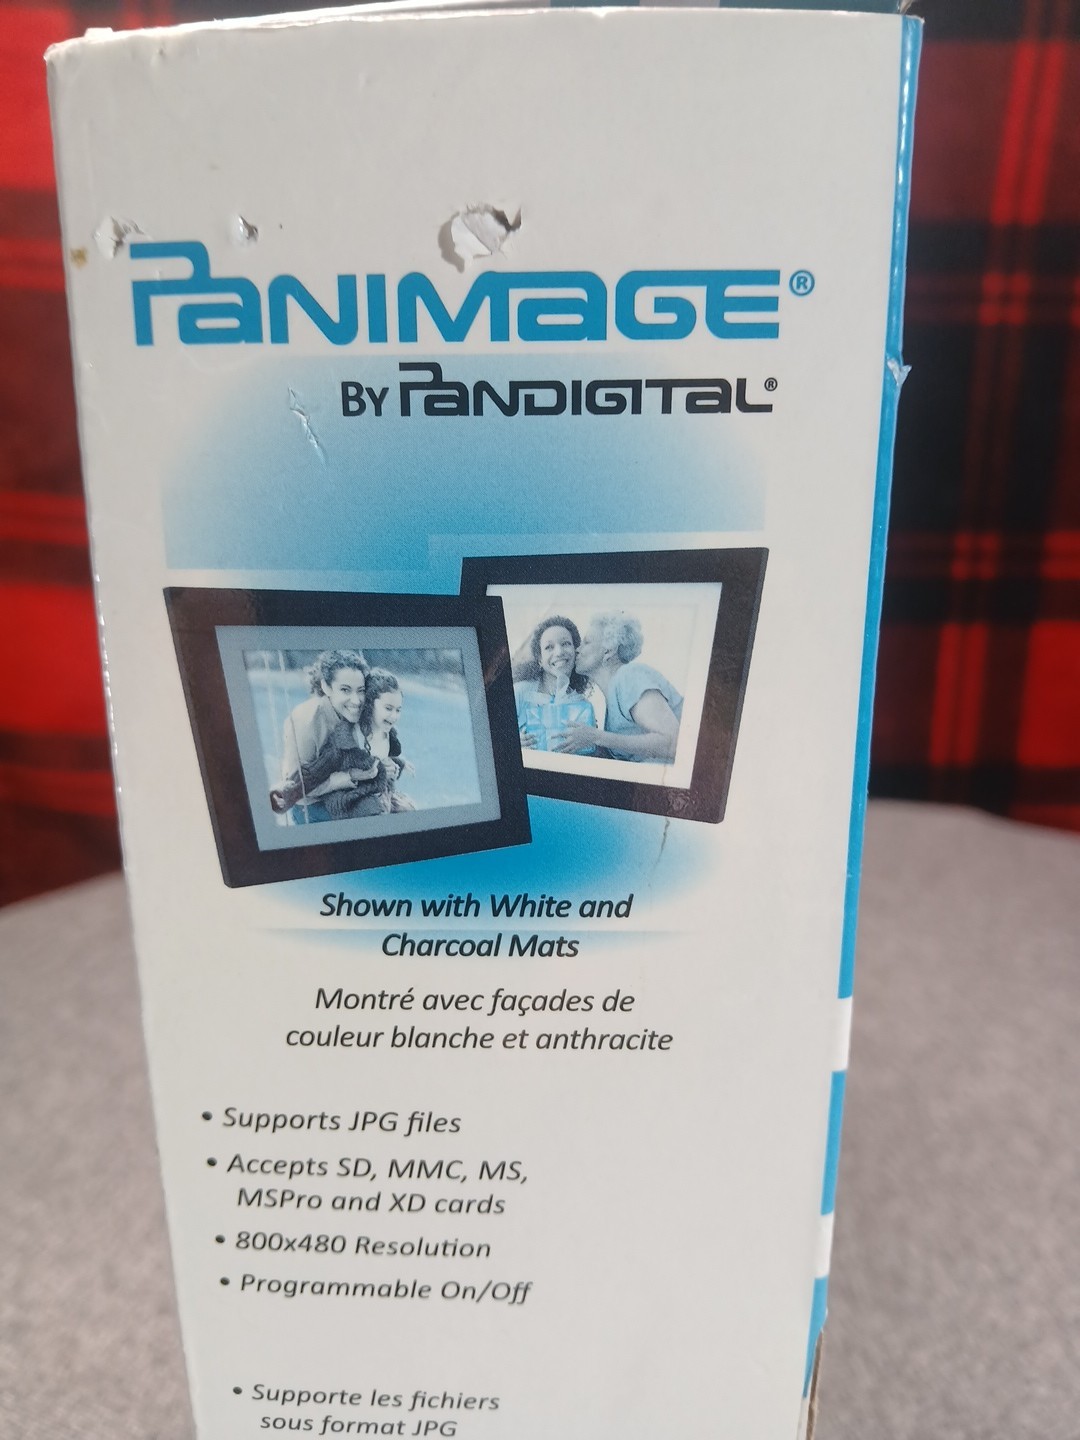 PANIMAGE®
BY PANDIGITAL®
Shown with White and
Charcoal Mats
Montré avec façades de
couleur blanche et anthracite
• Supports JPG files
• Accepts SD, MMC, MS,
MSPro and XD cards
• 800x480 Resolution
• Programmable On/Off
• Supporte les fichiers
sous format JPG